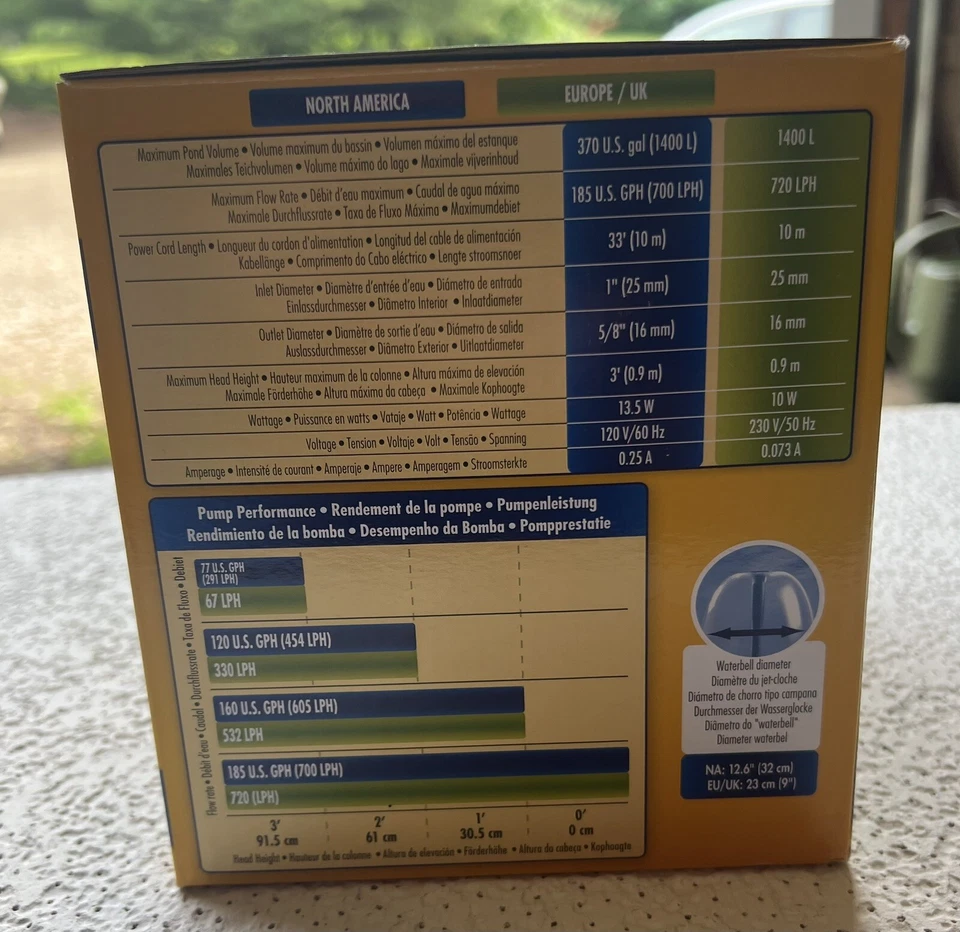 NORTH AMERICA
EUROPE / UK
Maximum Pond Volume • Volume maximum du bassin • Volumen máximo del estanque
Maximales Teichvolumen • Volume máximo do lago • Maximale vijverinhoud
370 U.S. gal (1400 L)
1400 L
Maximum Flow Rate • Débit d'eau maximum • Caudal de agua máximo
Maximale Durchflussrate • Taxa de Fluxo Máxima • Maximumdebiet
185 U.S. GPH (700 LPH)
720 LPH
Power Cord Length • Longueur du cordon d'alimentation • Longitud del cable de alimentación
Kabellänge • Comprimento do Cabo eléctrico • Lengte stroomsnoer
33' (10 m)
10 m
Inlet Diameter • Diamètre d'entrée d'eau • Diámetro de entrada
Einlassdurchmesser • Diâmetro Interior • Inlaatdiameter
1" (25 mm)
25 mm
Outlet Diameter • Diamètre de sortie d'eau • Diámetro de salida
Auslassdurchmesser • Diâmetro Exterior • Uitlaatdiameter
5/8" (16 mm)
16 mm
Maximum Head Height • Hauteur maximum de la colonne • Altura máxima de elevación
Maximale Förderhöhe • Altura máxima da cabeça • Maximale Kophoogte
3' (0.9 m)
0.9 m
Wattage • Puissance en watts • Vataje • Watt • Potência • Wattage
13.5 W
10 W
Voltage • Tension • Voltaje • Volt • Tensão • Spanning
120 V/60 Hz
230 V/50 Hz
Amperage • Intensité de courant • Amperaje • Ampere • Amperagem • Stroomsterkte
0.25 A
0.073 A
Pump Performance • Rendement de la pompe • Pumpenleistung
Rendimiento de la bomba • Desempenho da Bomba • Pompprestatie
Flow rate • Débit d'eau • Caudal • Durchflussrate • Taxa de Fluxo • Debiet
77 U.S. GPH
(291 LPH)
67 LPH
120 U.S. GPH (454 LPH)
330 LPH
160 U.S. GPH (605 LPH)
532 LPH
185 U.S. GPH (700 LPH)
720 (LPH)
3' 2' 1' 0'
91.5 cm 61 cm 30.5 cm 0 cm
Head Height • Hauteur de la colonne • Altura de elevación • Förderhöhe • Altura da cabeça • Kophoogte
Waterbell diameter
Diamètre du jet-cloche
Diámetro de chorro tipo campana
Durchmesser der Wasserglocke
Diâmetro do "waterbell"
Diameter waterbel
NA: 12.6" (32 cm)
EU/UK: 23 cm (9")